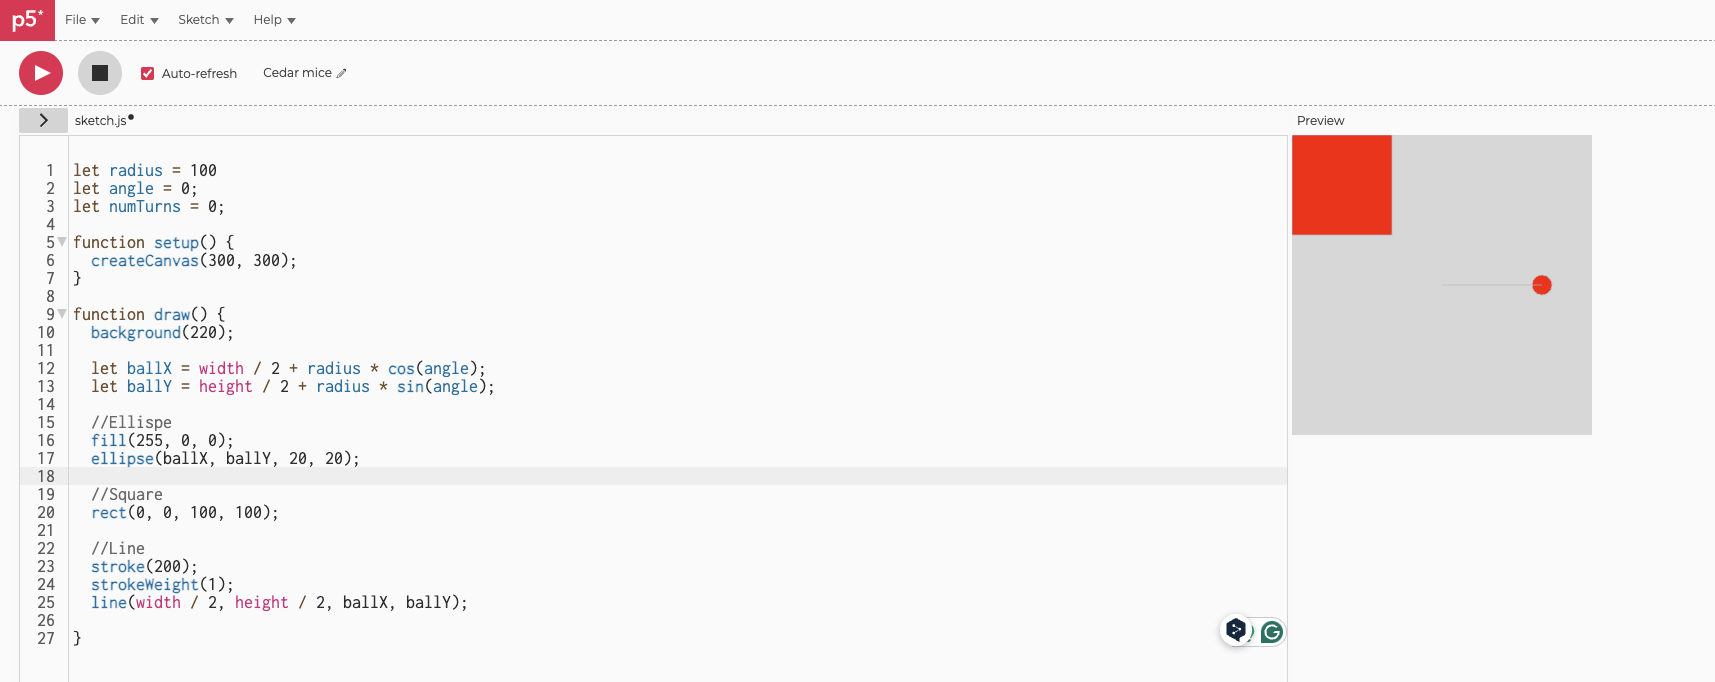 p5*
File Edit Sketch Help
Auto-refresh Cedar mice
sketch.js
Preview
1 let radius = 100
2 let angle = 0;
3 let numTurns = 0;
4
5 function setup() {
6 createCanvas(300, 300);
7 }
8
9 function draw() {
10 background(220);
11
12 let ballX = width / 2 + radius * cos(angle);
13 let ballY = height / 2 + radius * sin(angle);
14
15 //Ellispe
16 fill(255, 0, 0);
17 ellipse(ballX, ballY, 20, 20);
18
19 //Square
20 rect(0, 0, 100, 100);
21
22 //Line
23 stroke(200);
24 strokeWeight(1);
25 line(width / 2, height / 2, ballX, ballY);
26
27 }